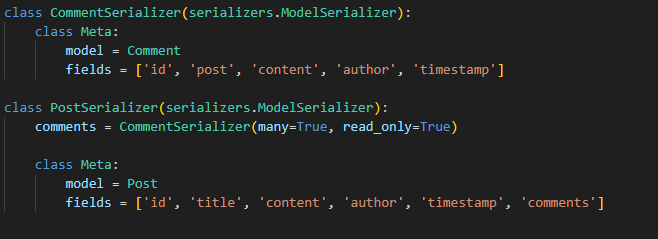 class CommentSerializer(serializers.ModelSerializer):
    class Meta:
        model = Comment
        fields = ['id', 'post', 'content', 'author', 'timestamp']

class PostSerializer(serializers.ModelSerializer):
    comments = CommentSerializer(many=True, read_only=True)

    class Meta:
        model = Post
        fields = ['id', 'title', 'content', 'author', 'timestamp', 'comments']